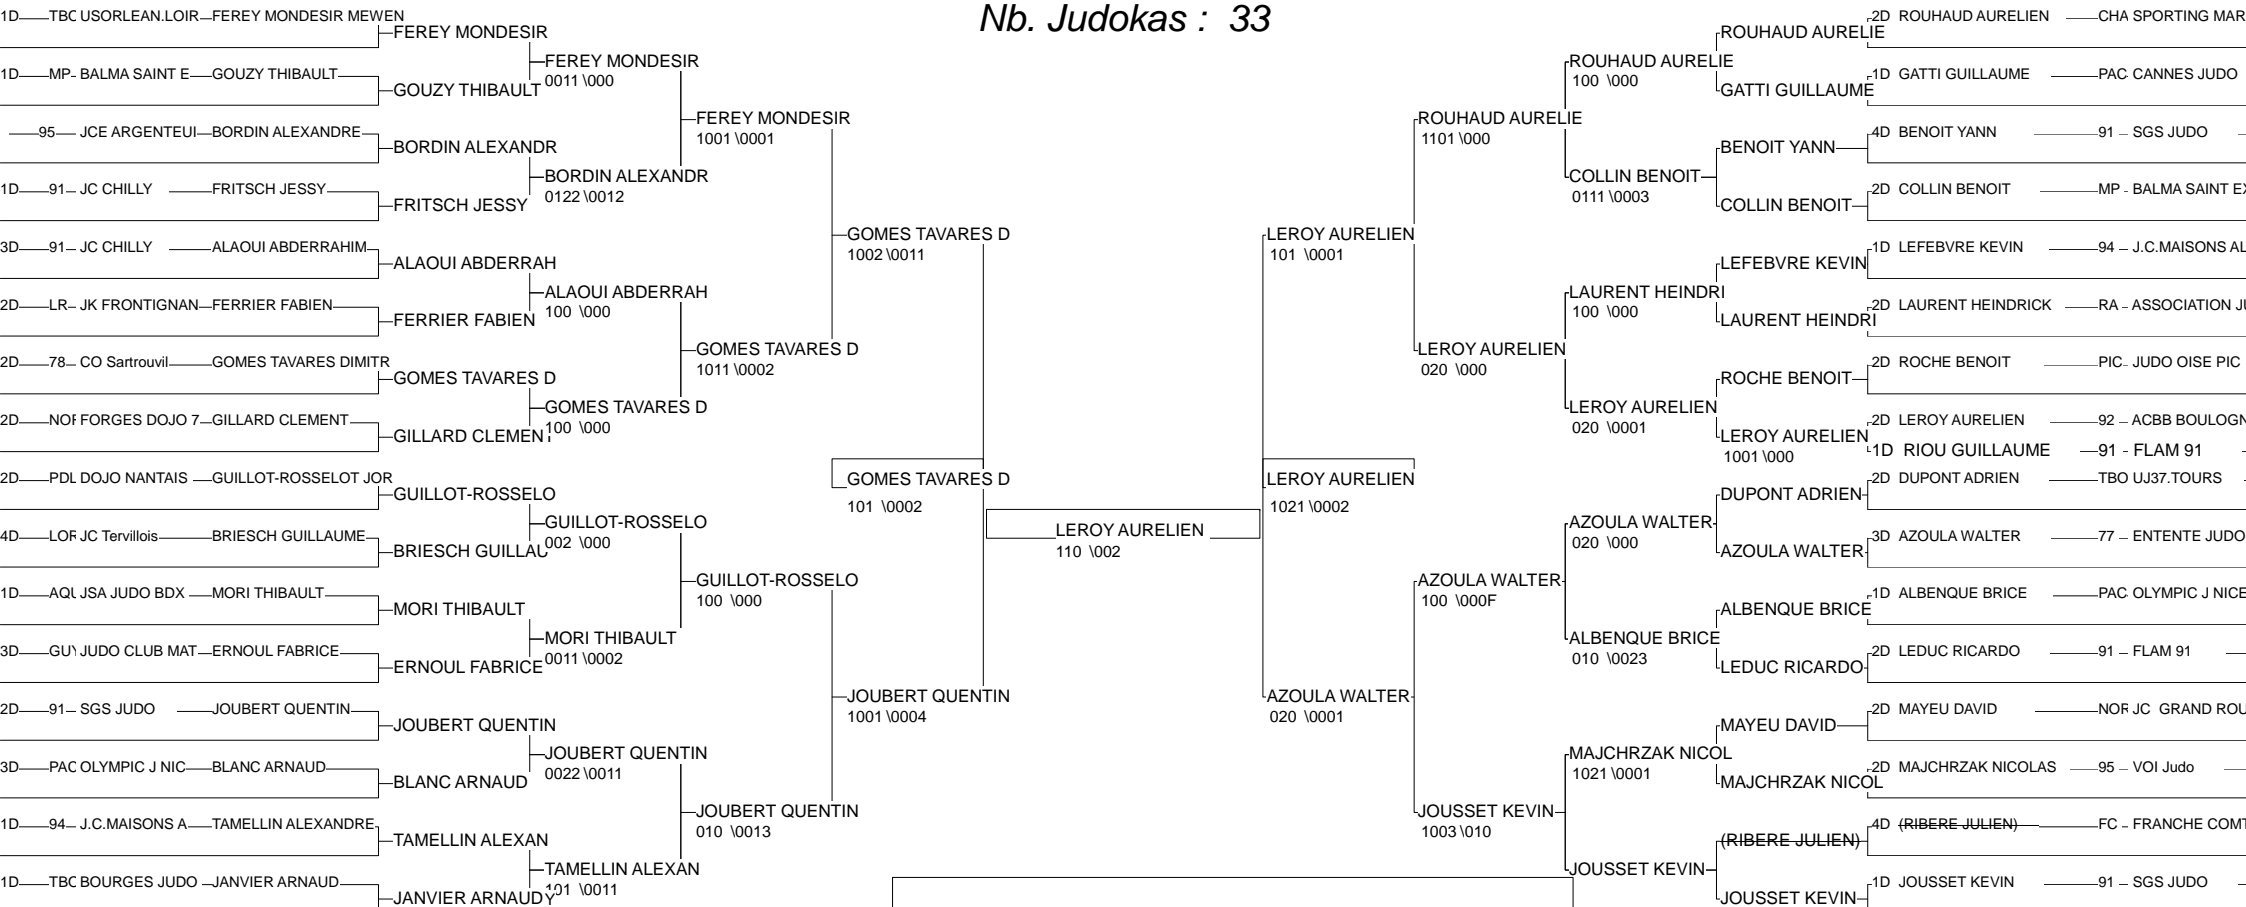 Nb. Judokas : 33
1D TBC USORLEAN.LOIR FEREY MONDESIR MEWEN
1D MP- BALMA SAINT E GOUZY THIBAULT
95 JCE ARGENTEUI BORDIN ALEXANDRE
1D 91 JC CHILLY FRITSCH JESSY
3D 91 JC CHILLY ALAOUI ABDERRAHIM
2D LR- JK FRONTIGNAN FERRIER FABIEN
2D 78 CO Sartrouvil GOMES TAVARES DIMITR
2D NOF FORGES DOJO 7 GILLARD CLEMENT
2D PDL DOJO NANTAIS GUILLOT-ROSSELOT JOR
4D LOR JC Tervillois BRIESCH GUILLAUME
1D AQU JSA JUDO BDX MORI THIBAULT
3D GUY JUDO CLUB MAT ERNOUL FABRICE
2D 91 SGS JUDO JOUBERT QUENTIN
3D PAC OLYMPIC J NIC BLANC ARNAUD
1D 94 J.C.MAISONS A TAMELLIN ALEXANDRE
1D TBC BOURGES JUDO JANVIER ARNAUD
FEREY MONDESIR
GOUZY THIBAULT
BORDIN ALEXANDR
FRITSCH JESSY
ALAOUI ABDERRAH
FERRIER FABIEN
GOMES TAVARES D
GILLARD CLEMENT
GUILLOT-ROSSELO
BRIESCH GUILLAU
MORI THIBAULT
ERNOUL FABRICE
JOUBERT QUENTIN
BLANC ARNAUD
TAMELLIN ALEXAN
JANVIER ARNAUDY
FEREY MONDESIR
0011 \000
BORDIN ALEXANDR
0122 \0012
ALAOUI ABDERRAH
100 \000
GOMES TAVARES D
100 \000
GUILLOT-ROSSELO
002 \000
MORI THIBAULT
0011 \0002
JOUBERT QUENTIN
0022 \0011
TAMELLIN ALEXAN
101 \0011
FEREY MONDESIR
1001 \0001
GOMES TAVARES D
1011 \0002
GUILLOT-ROSSELO
100 \000
JOUBERT QUENTIN
010 \0013
GOMES TAVARES D
1002 \0011
GOMES TAVARES D
101 \0002
JOUBERT QUENTIN
1001 \0004
LEROY AURELIEN
110 \002
LEROY AURELIEN
101 \0001
LEROY AURELIEN
1021 \0002
AZOULA WALTER
020 \0001
ROUHAUD AURELIE
1101 \000
LEROY AURELIEN
020 \000
AZOULA WALTER
100 \000F
JOUSSET KEVIN
1003 \010
ROUHAUD AURELIE
100 \000
COLLIN BENOIT
0111 \0003
LAURENT HEINDRI
100 \000
LEROY AURELIEN
020 \0001
AZOULA WALTER
020 \000
ALBENQUE BRICE
010 \0023
MAJCHRZAK NICOL
1021 \0001
JOUSSET KEVIN
ROUHAUD AURELIE
GATTI GUILLAUME
BENOIT YANN
COLLIN BENOIT
LEFEBVRE KEVIN
LAURENT HEINDRI
ROCHE BENOIT
LEROY AURELIEN
1001 \000
DUPONT ADRIEN
AZOULA WALTER
ALBENQUE BRICE
LEDUC RICARDO
MAYEU DAVID
MAJCHRZAK NICOL
(RIBERE JULIEN)
JOUSSET KEVIN
2D ROUHAUD AURELIEN CHA SPORTING MAR
1D GATTI GUILLAUME PAC CANNES JUDO
4D BENOIT YANN 91 - SGS JUDO
2D COLLIN BENOIT MP - BALMA SAINT EX
1D LEFEBVRE KEVIN 94 - J.C.MAISONS AL
2D LAURENT HEINDRICK RA - ASSOCIATION JU
2D ROCHE BENOIT PIC- JUDO OISE PIC
2D LEROY AURELIEN 92 - ACBB BOULOGN
1D RIOU GUILLAUME 91 - FLAM 91
2D DUPONT ADRIEN TBO UJ37.TOURS
3D AZOULA WALTER 77 - ENTENTE JUDO
1D ALBENQUE BRICE PAC OLYMPIC J NICE
2D LEDUC RICARDO 91 - FLAM 91
2D MAYEU DAVID NOR JC GRAND ROU
2D MAJCHRZAK NICOLAS 95 - VOI Judo
4D (RIBERE JULIEN) FC - FRANCHE COMT
1D JOUSSET KEVIN 91 - SGS JUDO